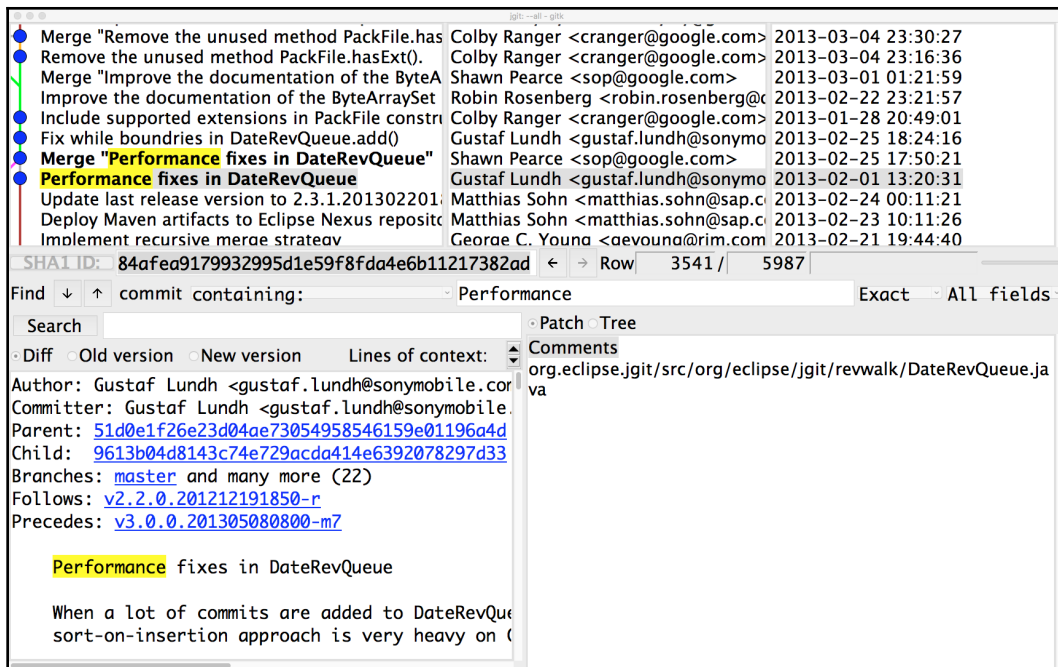 jgit: --all - gitk
Merge "Remove the unused method PackFile.has Colby Ranger <cranger@google.com> 2013-03-04 23:30:27
Remove the unused method PackFile.hasExt(). Colby Ranger <cranger@google.com> 2013-03-04 23:16:36
Merge "Improve the documentation of the ByteA Shawn Pearce <sop@google.com> 2013-03-01 01:21:59
Improve the documentation of the ByteArraySet Robin Rosenberg <robin.rosenberg@d 2013-02-22 23:21:57
Include supported extensions in PackFile constru Colby Ranger <cranger@google.com> 2013-01-28 20:49:01
Fix while boundries in DateRevQueue.add() Gustaf Lundh <gustaf.lundh@sonymo 2013-02-25 18:24:16
Merge "Performance fixes in DateRevQueue" Shawn Pearce <sop@google.com> 2013-02-25 17:50:21
Performance fixes in DateRevQueue Gustaf Lundh <gustaf.lundh@sonymo 2013-02-01 13:20:31
Update last release version to 2.3.1.201302201 Matthias Sohn <matthias.sohn@sap.c 2013-02-24 00:11:21
Deploy Maven artifacts to Eclipse Nexus reposito Matthias Sohn <matthias.sohn@sap.c 2013-02-23 10:11:26
Implement recursive merge strategy George C. Young <geyoung@rim.com 2013-02-21 19:44:40
SHA1 ID: 84afea9179932995d1e59f8fda4e6b11217382ad ← → Row 3541 / 5987
Find ↓ ↑ commit containing: Performance Exact All fields
Search
Diff Old version New version Lines of context:
Author: Gustaf Lundh <gustaf.lundh@sonymobile.com
Committer: Gustaf Lundh <gustaf.lundh@sonymobile.
Parent: 51d0e1f26e23d04ae73054958546159e01196a4d
Child: 9613b04d8143c74e729acda414e6392078297d33
Branches: master and many more (22)
Follows: v2.2.0.201212191850-r
Precedes: v3.0.0.201305080800-m7
Performance fixes in DateRevQueue
When a lot of commits are added to DateRevQue
sort-on-insertion approach is very heavy on
Patch Tree
Comments
org.eclipse.jgit/src/org/eclipse/jgit/revwalk/DateRevQueue.ja
va